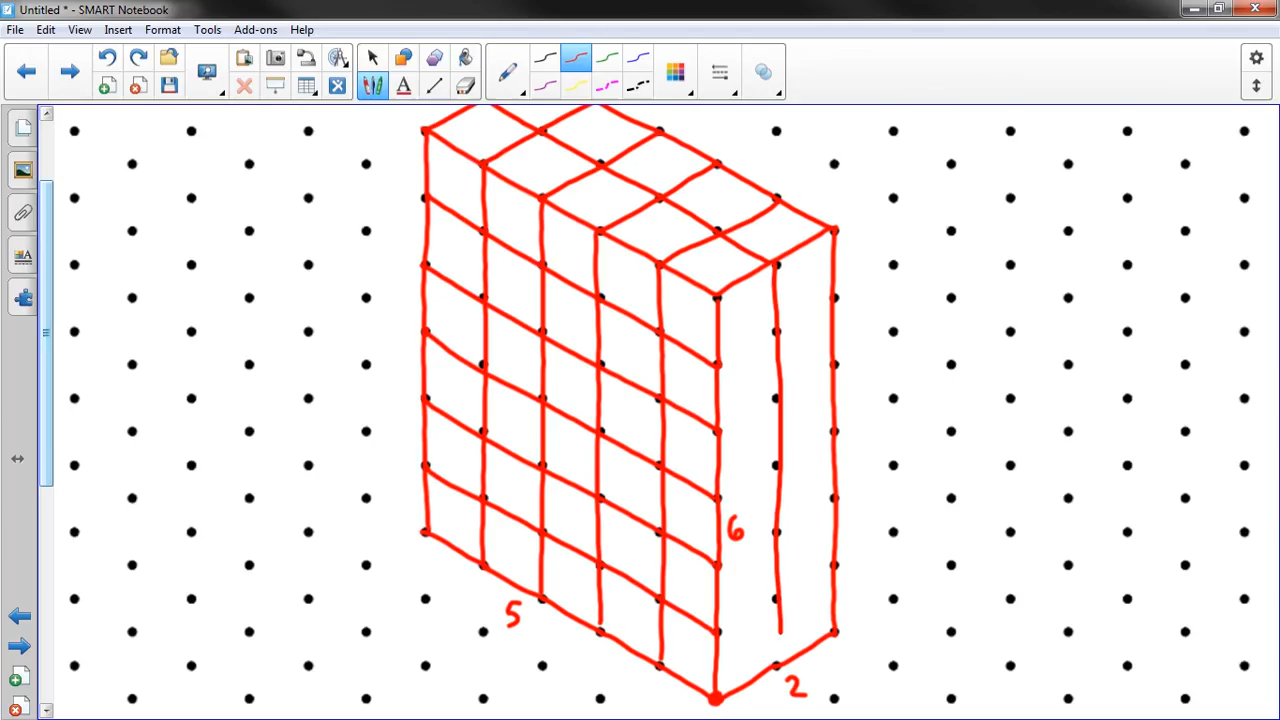 Untitled * - SMART Notebook
File Edit View Insert Format Tools Add-ons Help
6
5
2